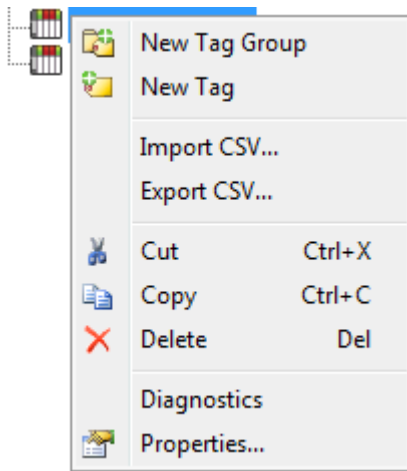 New Tag Group
New Tag
Import CSV...
Export CSV...
Cut Ctrl+X
Copy Ctrl+C
Delete Del
Diagnostics
Properties...